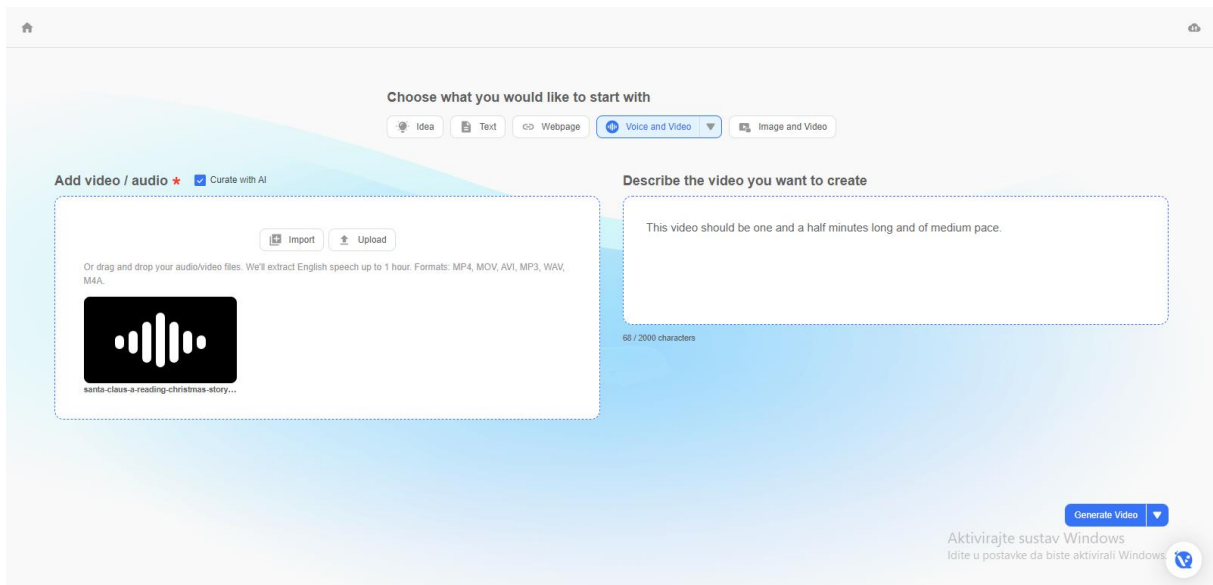 Choose what you would like to start with
Idea Text Webpage Voice and Video Image and Video
Add video / audio * Curate with AI
Import Upload
Or drag and drop your audio/video files. We'll extract English speech up to 1 hour. Formats: MP4, MOV, AVI, MP3, WAV,
M4A.
santa-claus-a-reading-christmas-story...
Describe the video you want to create
This video should be one and a half minutes long and of medium pace.
68 / 2000 characters
Generate Video
Aktivirajte sustav Windows
Idite u postavke da biste aktivirali Windows